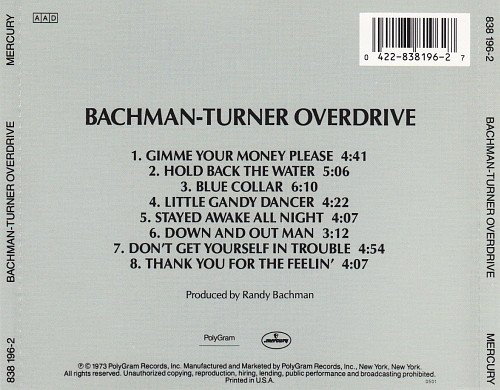 AAD
MERCURY
BACHMAN-TURNER OVERDRIVE
838 196-2
838 196-2
BACHMAN-TURNER OVERDRIVE
MERCURY
0 422-838196-2 7
BACHMAN-TURNER OVERDRIVE
1. GIMME YOUR MONEY PLEASE 4:41
2. HOLD BACK THE WATER 5:06
3. BLUE COLLAR 6:10
4. LITTLE GANDY DANCER 4:22
5. STAYED AWAKE ALL NIGHT 4:07
6. DOWN AND OUT MAN 3:12
7. DON'T GET YOURSELF IN TROUBLE 4:54
8. THANK YOU FOR THE FEELIN' 4:07
Produced by Randy Bachman
PolyGram
mercury
℗ © 1973 PolyGram Records, Inc. Manufactured and Marketed by PolyGram Records, Inc., New York, New York.
All rights reserved. Unauthorized copying, reproduction, hiring, lending, public performance and broadcasting prohibited.
Printed in U.S.A.
0501